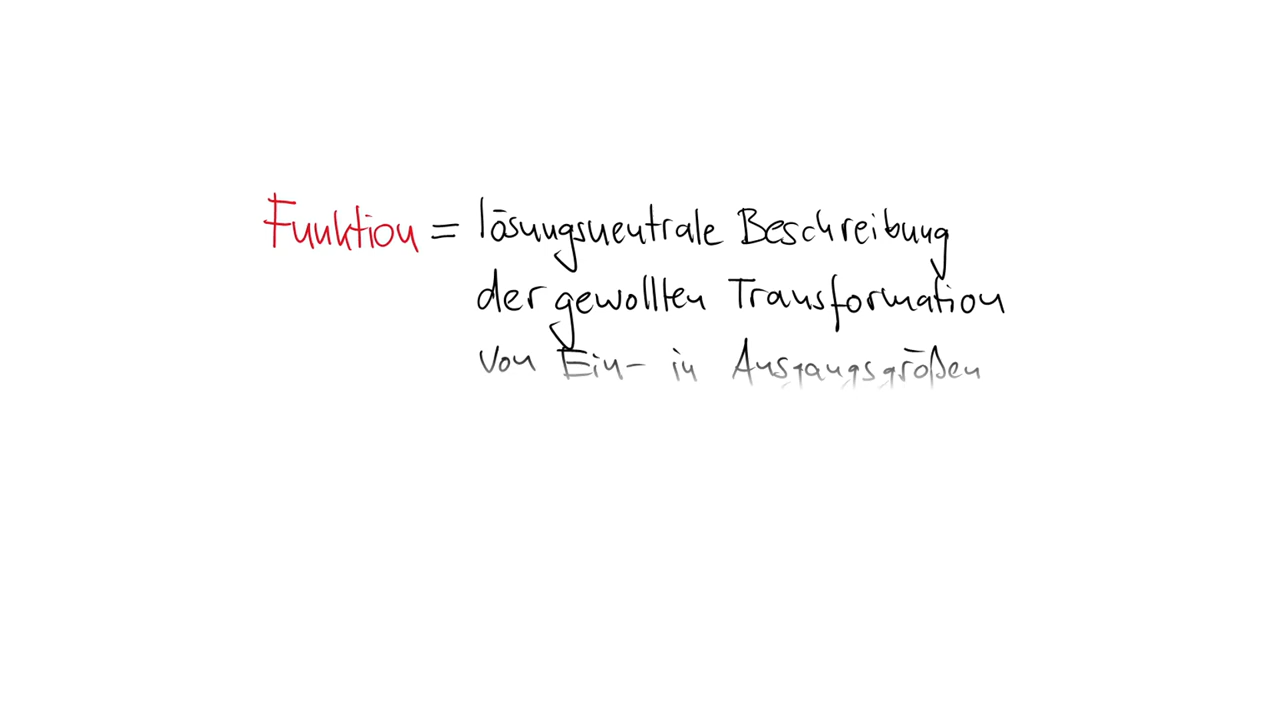 Funktion = lösungsneutrale Beschreibung
der gewollten Transformation
von Ein- in Ausgangsgrößen